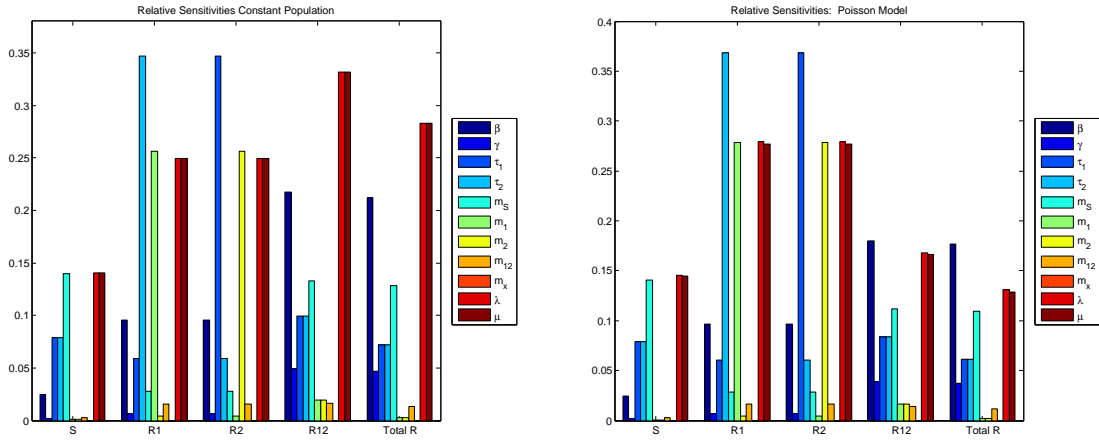 Relative Sensitivities Constant Population
0.35
0.3
0.25
0.2
0.15
0.1
0.05
0
S R1 R2 R12 Total R
β
γ
τ1
τ2
mS
m1
m2
m12
mx
λ
μ
Relative Sensitivities: Poisson Model
0.4
0.35
0.3
0.25
0.2
0.15
0.1
0.05
0
S R1 R2 R12 Total R
β
γ
τ1
τ2
mS
m1
m2
m12
mx
λ
μ